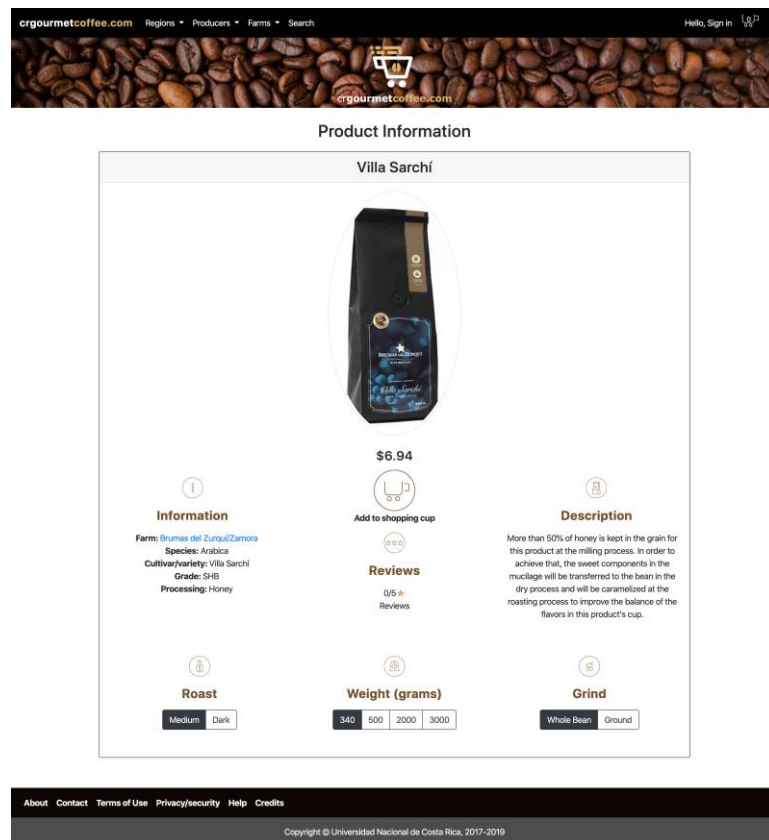 crgourmetcoffee.com Regions Producers Farms Search Hello, Sign in
crgourmetcoffee.com
Product Information
Villa Sarchí
BRUMAS DEL ZURQUÍ
Villa Sarchí
$6.94
Add to shopping cup
Information
Farm: Brumas del Zurquí/Zamora
Species: Arabica
Cultivar/variety: Villa Sarchí
Grade: SHB
Processing: Honey
Reviews
0/5
Reviews
Description
More than 50% of honey is kept in the grain for
this product at the milling process. In order to
achieve that, the sweet components in the
mucilage will be transferred to the bean in the
dry process and will be caramelized at the
roasting process to improve the balance of the
flavors in this product's cup.
Roast
Medium Dark
Weight (grams)
340 500 2000 3000
Grind
Whole Bean Ground
About Contact Terms of Use Privacy/security Help Credits
Copyright @ Universidad Nacional de Costa Rica, 2017-2019